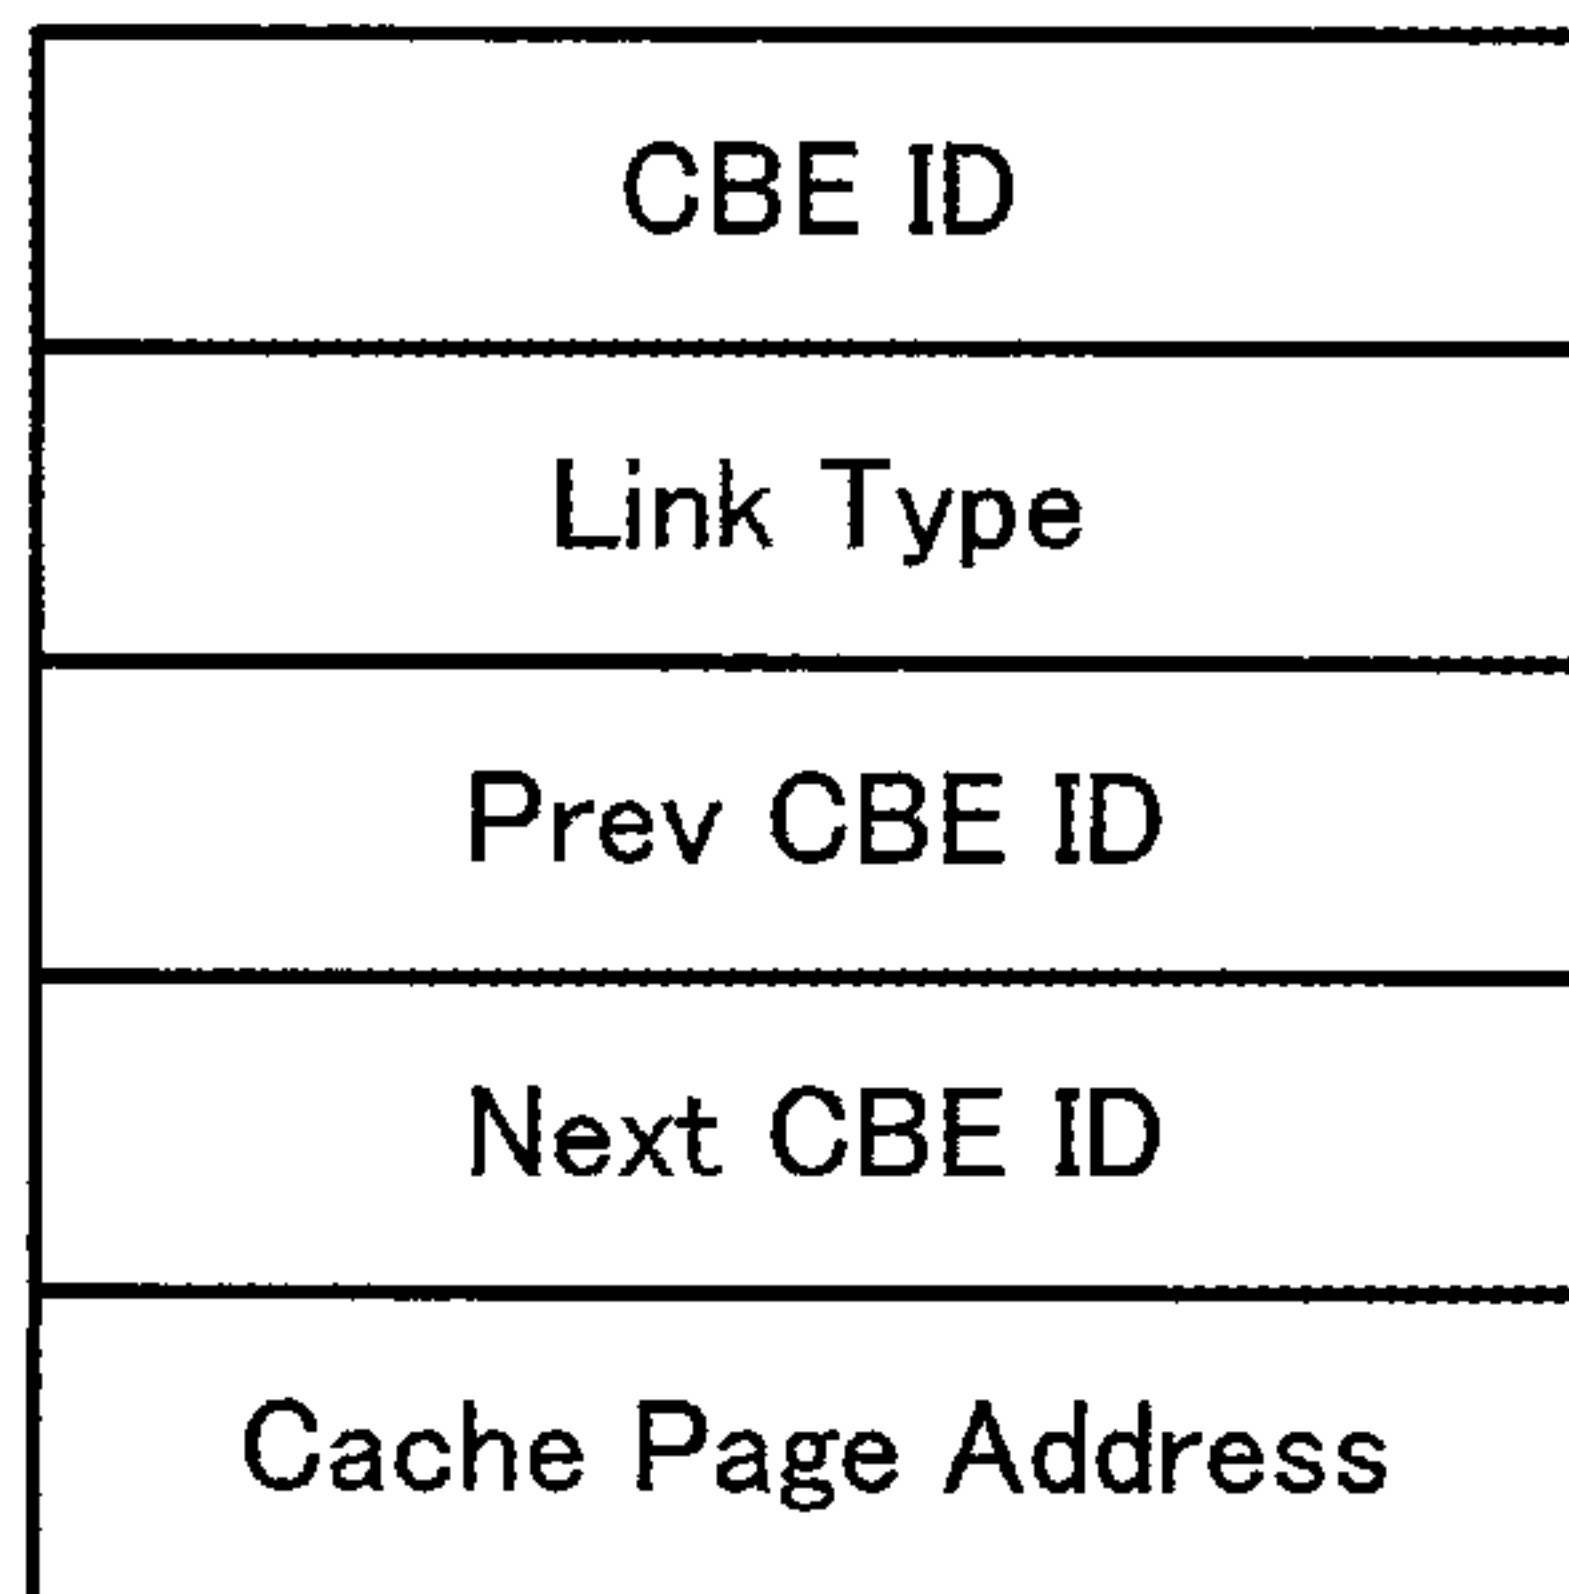 CBE ID
Link Type
Prev CBE ID
Next CBE ID
Cache Page Address